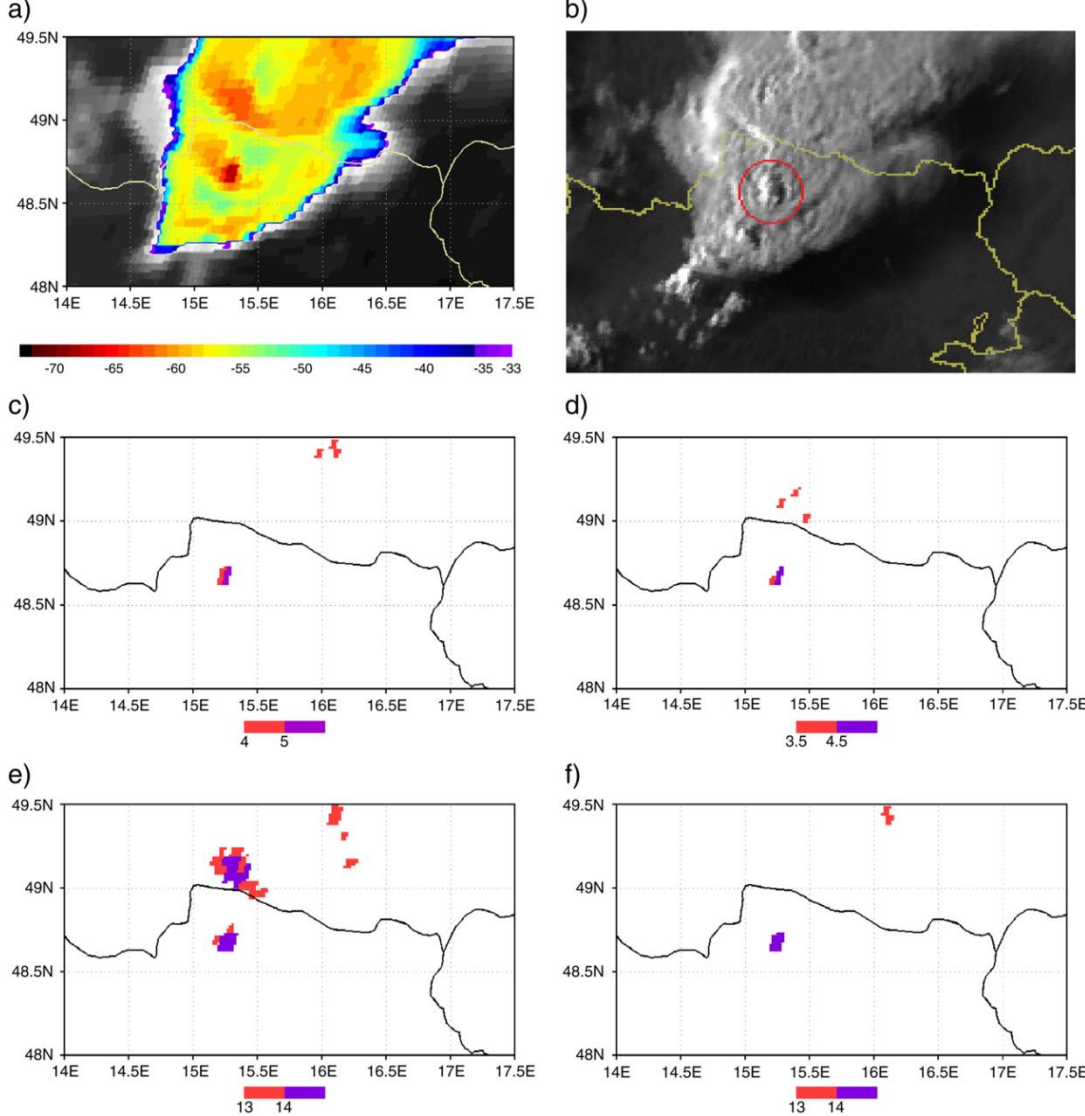 a)
b)
49.5N
49N
48.5N
48N
14E 14.5E 15E 15.5E 16E 16.5E 17E 17.5E
-70 -65 -60 -55 -50 -45 -40 -35 -33
c)
d)
49.5N
49N
48.5N
48N
14E 14.5E 15E 15.5E 16E 16.5E 17E 17.5E
4 5
49.5N
49N
48.5N
48N
14E 14.5E 15E 15.5E 16E 16.5E 17E 17.5E
3.5 4.5
e)
f)
49.5N
49N
48.5N
48N
14E 14.5E 15E 15.5E 16E 16.5E 17E 17.5E
13 14
49.5N
49N
48.5N
48N
14E 14.5E 15E 15.5E 16E 16.5E 17E 17.5E
13 14